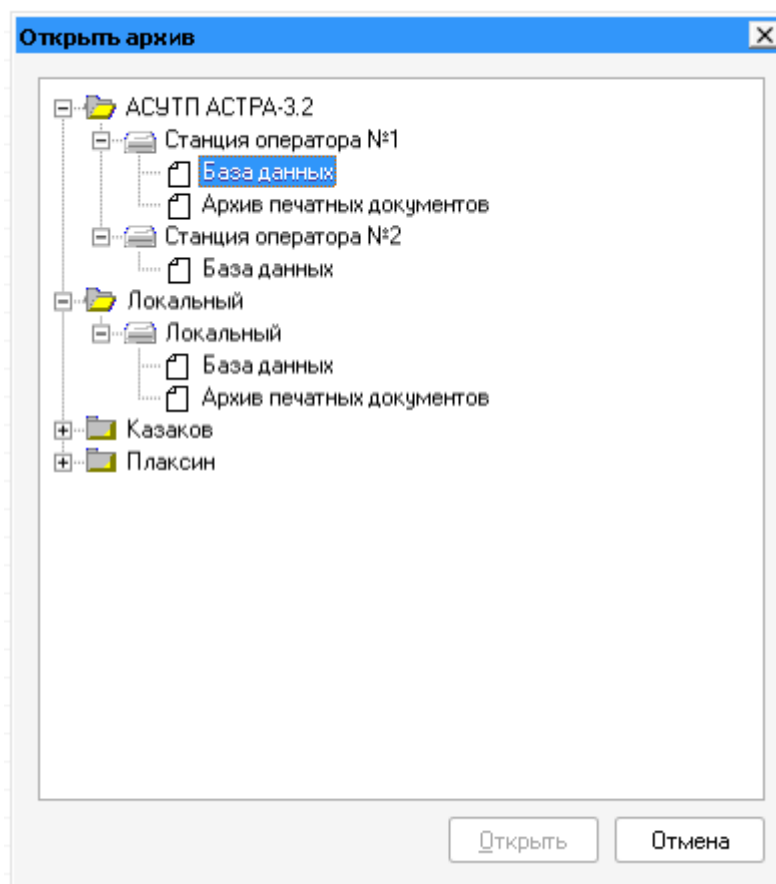 Открыть архив
АСУТП АСТРА-3.2
Станция оператора №1
База данных
Архив печатных документов
Станция оператора №2
База данных
Локальный
Локальный
База данных
Архив печатных документов
Казаков
Плаксин
Открыть Отмена